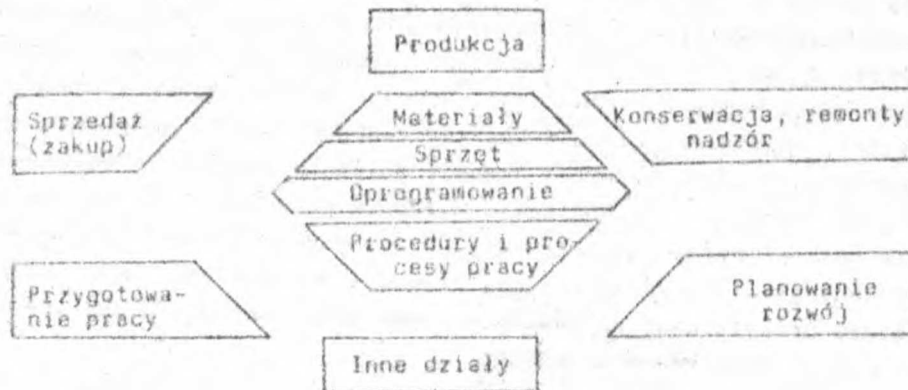 Produkcja
Sprzedaż
(zakup)
Materiały
Sprzęt
Oprogramowanie
Procedury i pro-
cesy pracy
Konserwacja, remonty
nadzór
Przygotowa-
nie pracy
Planowanie
rozwój
Inne działy